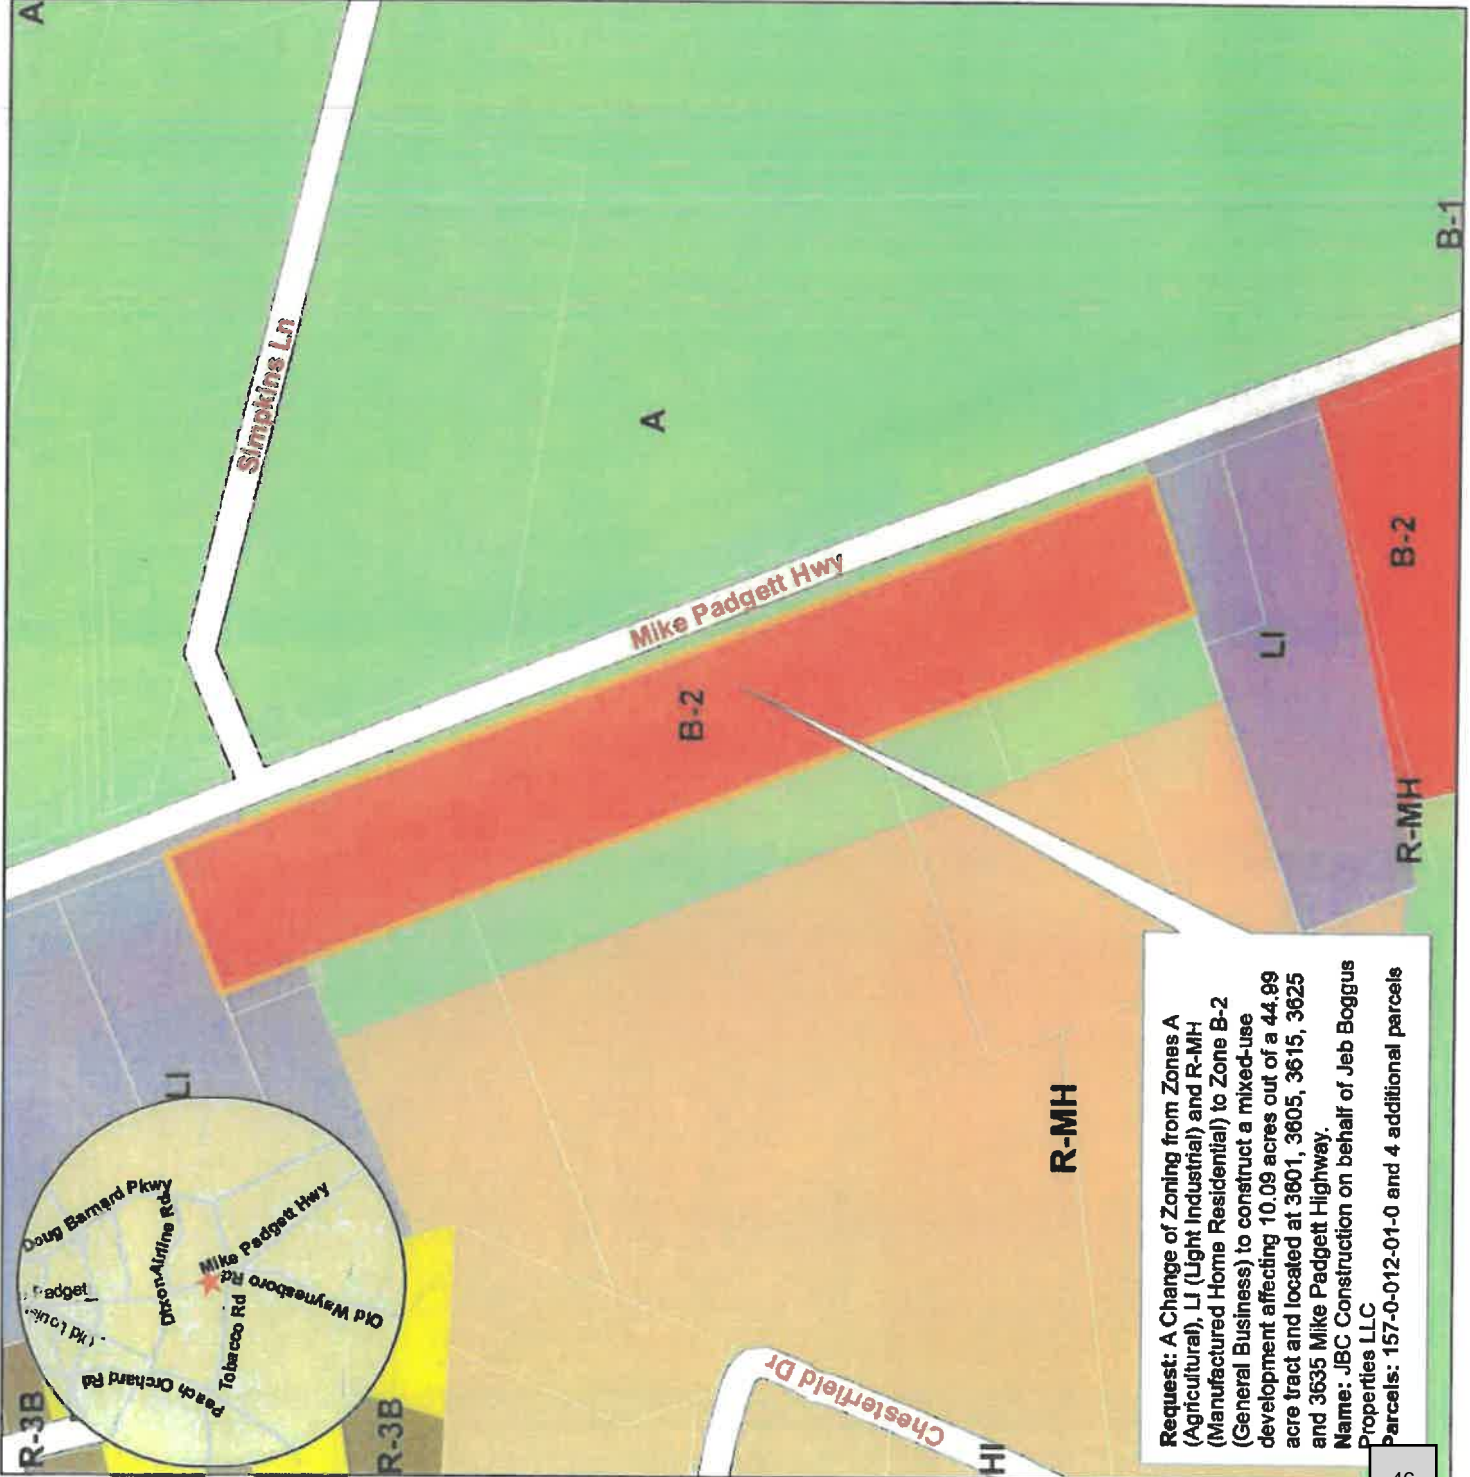 A
Simpkins Ln
A
Mike Padgett Hwy
B-1
B-2
B-2
LI
R-MH
R-MH
LI
R-3B
R-3B
HI
Chesterfield Dr
Doug Barnard Pkwy
Dixon Airline Rd
Mike Padgett Hwy
Old Waynesboro Rd
Tobacco Rd
Peach Orchard Rd
Padget
Request: A Change of Zoning from Zones A
(Agricultural), LI (Light Industrial) and R-MH
(Manufactured Home Residential) to Zone B-2
(General Business) to construct a mixed-use
development affecting 10.09 acres out of a 44.99
acre tract and located at 3601, 3605, 3615, 3625
and 3635 Mike Padgett Highway.
Name: JBC Construction on behalf of Jeb Boggus
Properties LLC
Parcels: 157-0-012-01-0 and 4 additional parcels